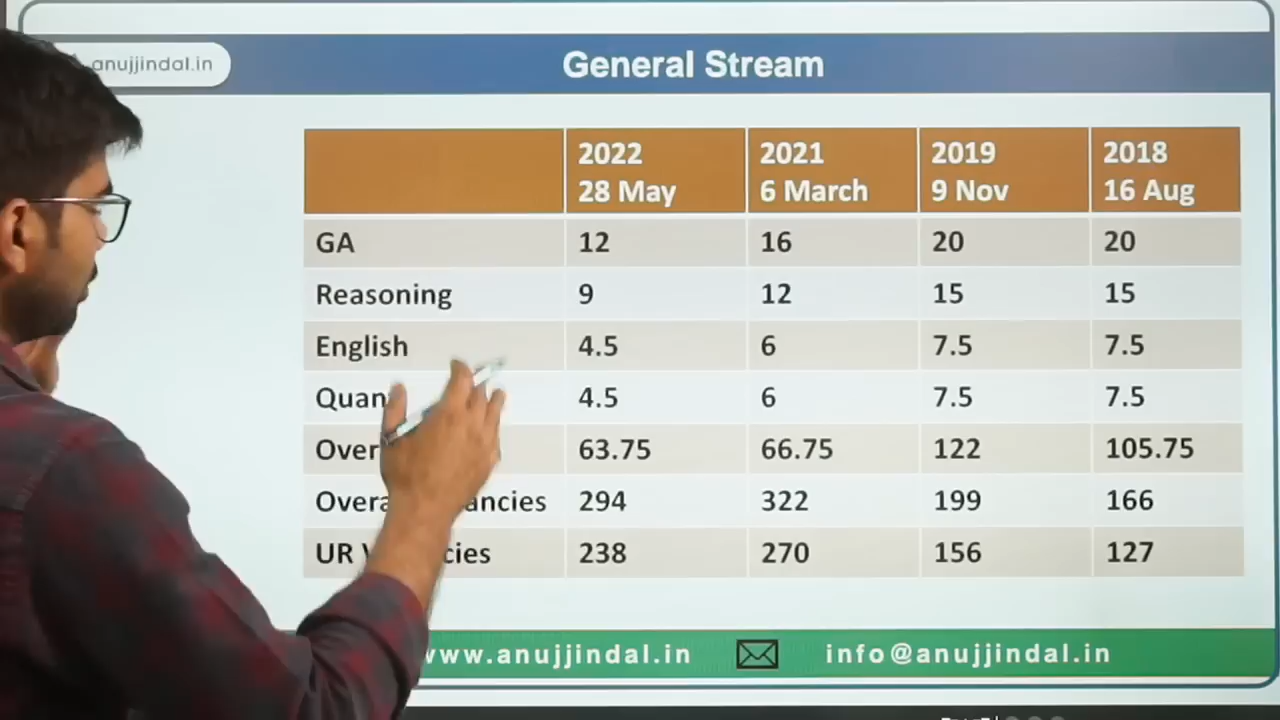 anujjindal.in
General Stream
2022 2021 2019 2018
28 May 6 March 9 Nov 16 Aug
GA 12 16 20 20
Reasoning 9 12 15 15
English 4.5 6 7.5 7.5
Quan 4.5 6 7.5 7.5
Over 63.75 66.75 122 105.75
Overa ancies 294 322 199 166
UR V cies 238 270 156 127
www.anujjindal.in info@anujjindal.in